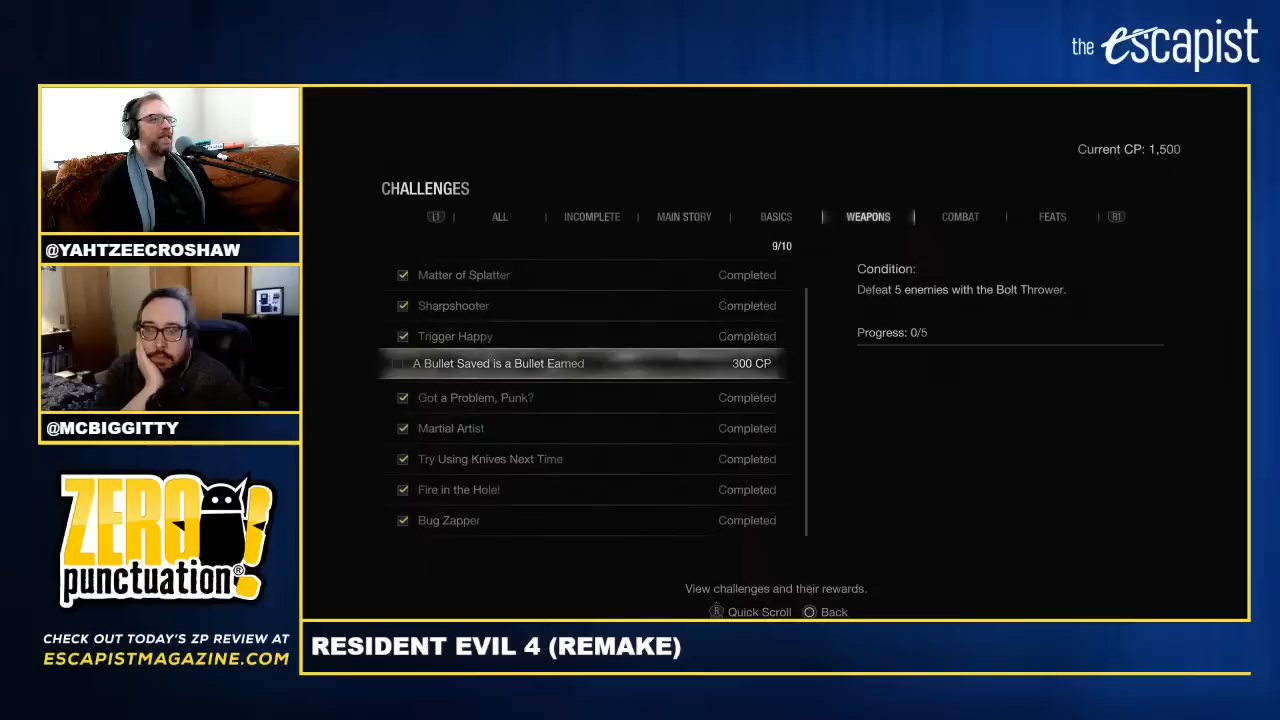 the escapist
@YAHTZEECROSHAW
@MCBIGGITTY
ZERO
punctuation®!
CHECK OUT TODAY'S ZP REVIEW AT
ESCAPISTMAGAZINE.COM
Current CP: 1,500
CHALLENGES
L1 ALL INCOMPLETE MAIN STORY BASICS WEAPONS COMBAT FEATS R1
9/10
Matter of Splatter Completed
Sharpshooter Completed
Trigger Happy Completed
A Bullet Saved is a Bullet Earned 300 CP
Got a Problem, Punk? Completed
Martial Artist Completed
Try Using Knives Next Time Completed
Fire in the Hole! Completed
Bug Zapper Completed
Condition:
Defeat 5 enemies with the Bolt Thrower.
Progress: 0/5
View challenges and their rewards.
R Quick Scroll Back
RESIDENT EVIL 4 (REMAKE)